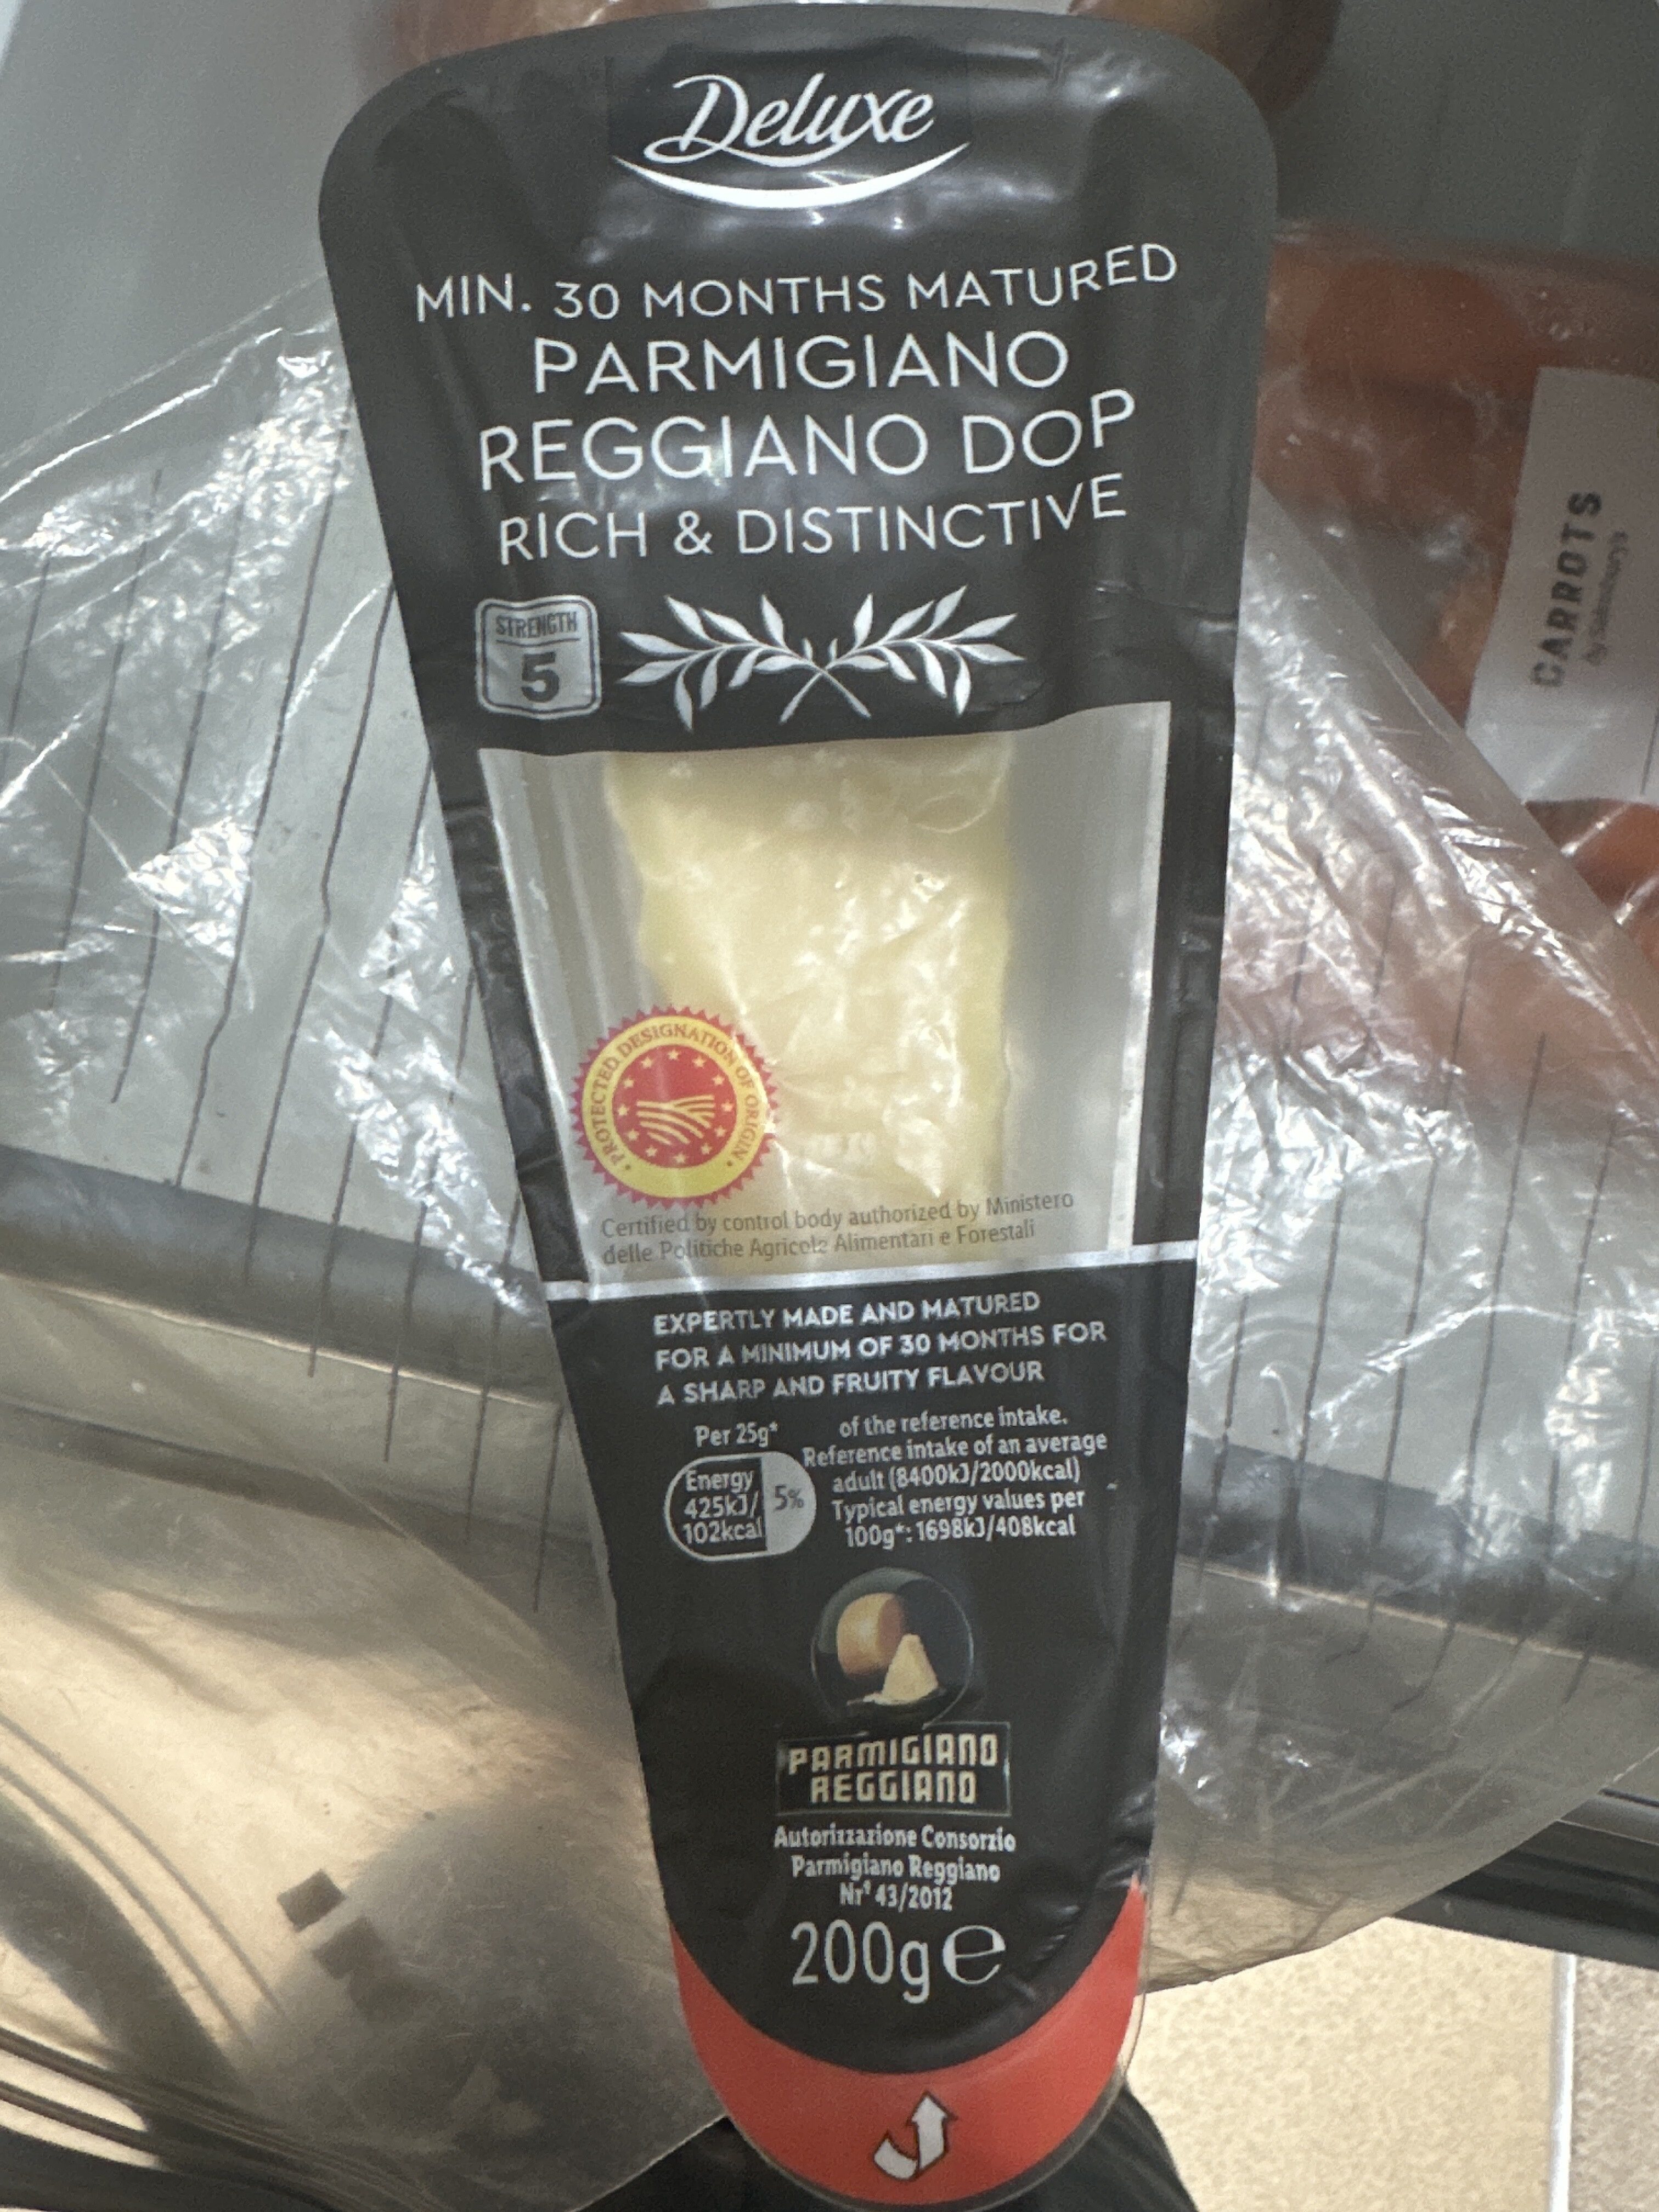 Deluxe
MIN. 30 MONTHS MATURED
PARMIGIANO
REGGIANO DOP
RICH & DISTINCTIVE
STRENGTH
5
CARROTS
by sainsbury's
• PROTECTED DESIGNATION OF ORIGIN •
Certified by control body authorized by Ministero
delle Politiche Agricole Alimentari e Forestali
EXPERTLY MADE AND MATURED
FOR A MINIMUM OF 30 MONTHS FOR
A SHARP AND FRUITY FLAVOUR
Per 25g*
Energy
425kJ/
102kcal
5%
of the reference intake.
Reference intake of an average
adult (8400kJ/2000kcal)
Typical energy values per
100g*: 1698kJ/408kcal
PARMIGIANO
REGGIANO
Autorizzazione Consorzio
Parmigiano Reggiano
Nr° 43/2012
200g e